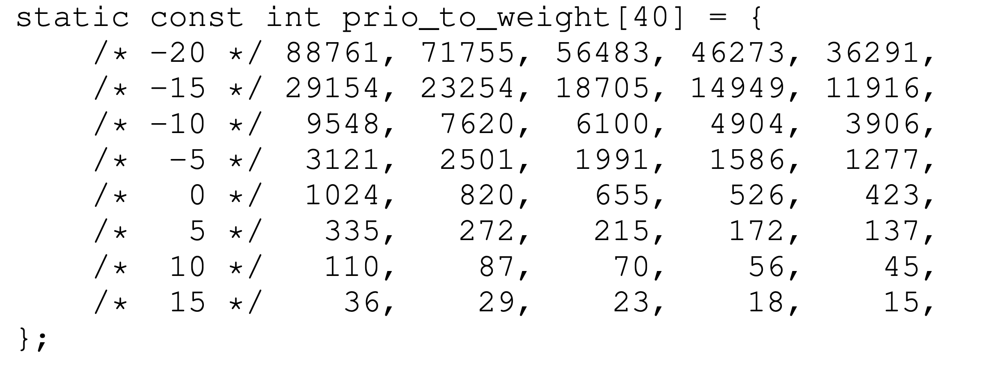 static const int prio_to_weight[40] = {
    /* -20 */ 88761, 71755, 56483, 46273, 36291,
    /* -15 */ 29154, 23254, 18705, 14949, 11916,
    /* -10 */  9548,  7620,  6100,  4904,  3906,
    /*  -5 */  3121,  2501,  1991,  1586,  1277,
    /*   0 */  1024,   820,   655,   526,   423,
    /*   5 */   335,   272,   215,   172,   137,
    /*  10 */   110,    87,    70,    56,    45,
    /*  15 */    36,    29,    23,    18,    15,
};